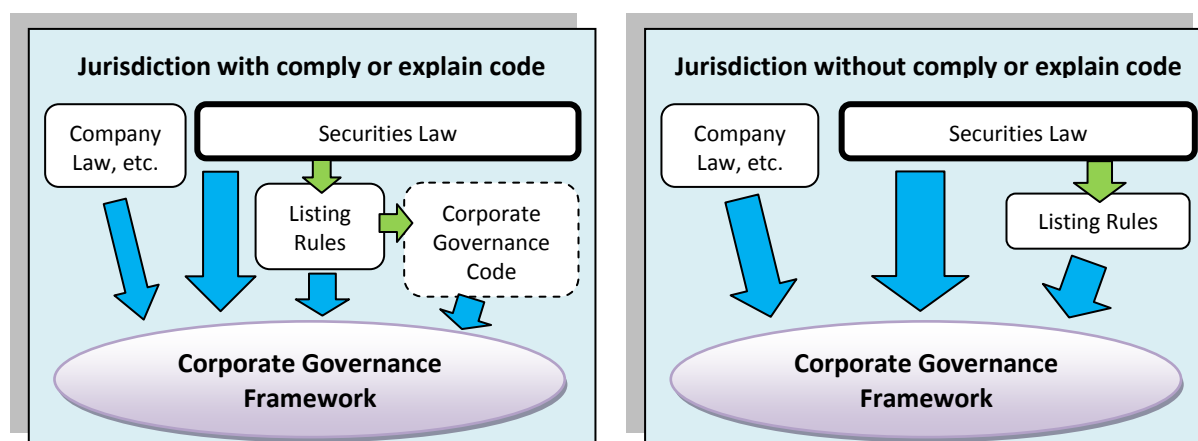 Jurisdiction with comply or explain code
Company
Law, etc.
Securities Law
Listing
Rules
Corporate
Governance
Code
Corporate Governance
Framework
Jurisdiction without comply or explain code
Company
Law, etc.
Securities Law
Listing Rules
Corporate Governance
Framework